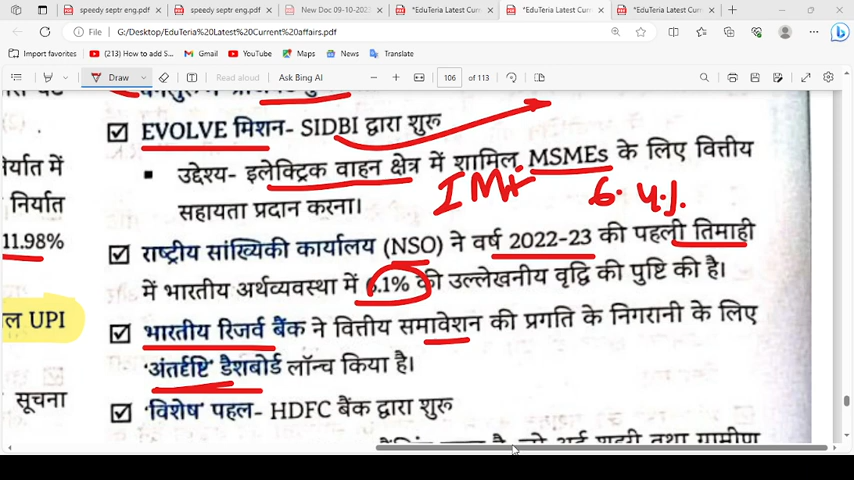 speedy septr eng.pdf
speedy septr eng.pdf
New Doc 09-10-2023
*EduTeria Latest Curr
*EduTeria Latest Curr
*EduTeria Latest Curr
File G:/Desktop/EduTeria%20Latest%20Current%20affairs.pdf
Import favorites (213) How to add S... Gmail YouTube Maps News Translate
Draw Read aloud Ask Bing AI 106 of 113
EVOLVE मिशन- SIDBI द्वारा शुरू
उद्देश्य- इलेक्ट्रिक वाहन क्षेत्र में शामिल MSMEs के लिए वित्तीय
सहायता प्रदान करना।
र्यात में
निर्यात
11.98%
राष्ट्रीय सांख्यिकी कार्यालय (NSO) ने वर्ष 2022-23 की पहली तिमाही
में भारतीय अर्थव्यवस्था में 6.1% की उल्लेखनीय वृद्धि की पुष्टि की है।
ल UPI
भारतीय रिजर्व बैंक ने वित्तीय समावेशन की प्रगति के निगरानी के लिए
'अंतर्दृष्टि' डैशबोर्ड लॉन्च किया है।
सूचना
'विशेष' पहल- HDFC बैंक द्वारा शुरू